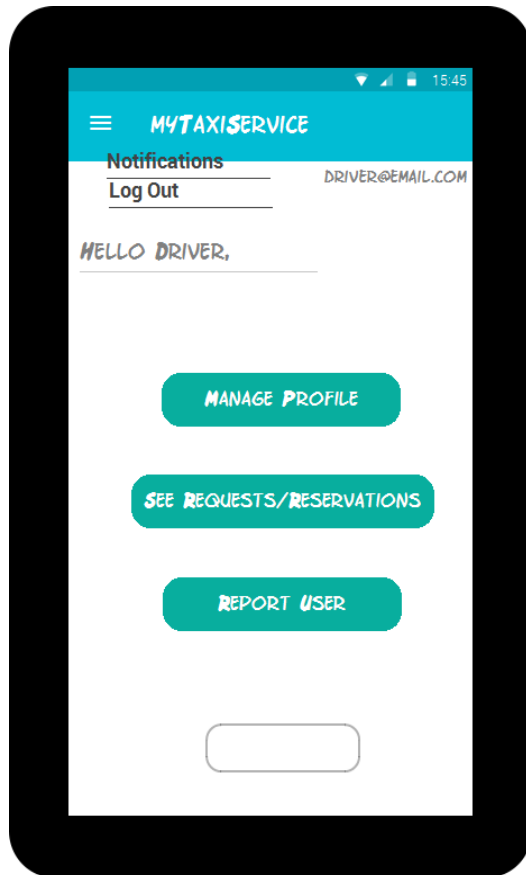 15:45
MYTAXISERVICE
Notifications
DRIVER@EMAIL.COM
Log Out
HELLO DRIVER,
MANAGE PROFILE
SEE REQUESTS/RESERVATIONS
REPORT USER